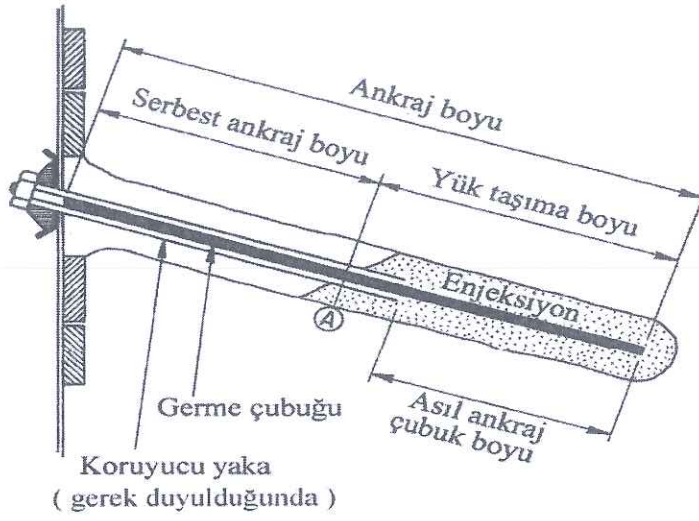 Ankraj boyu
Serbest ankraj boyu
Yük taşıma boyu
Enjeksiyon
A
Germe çubuğu
Asıl ankraj
çubuk boyu
Koruyucu yaka
( gerek duyulduğunda )